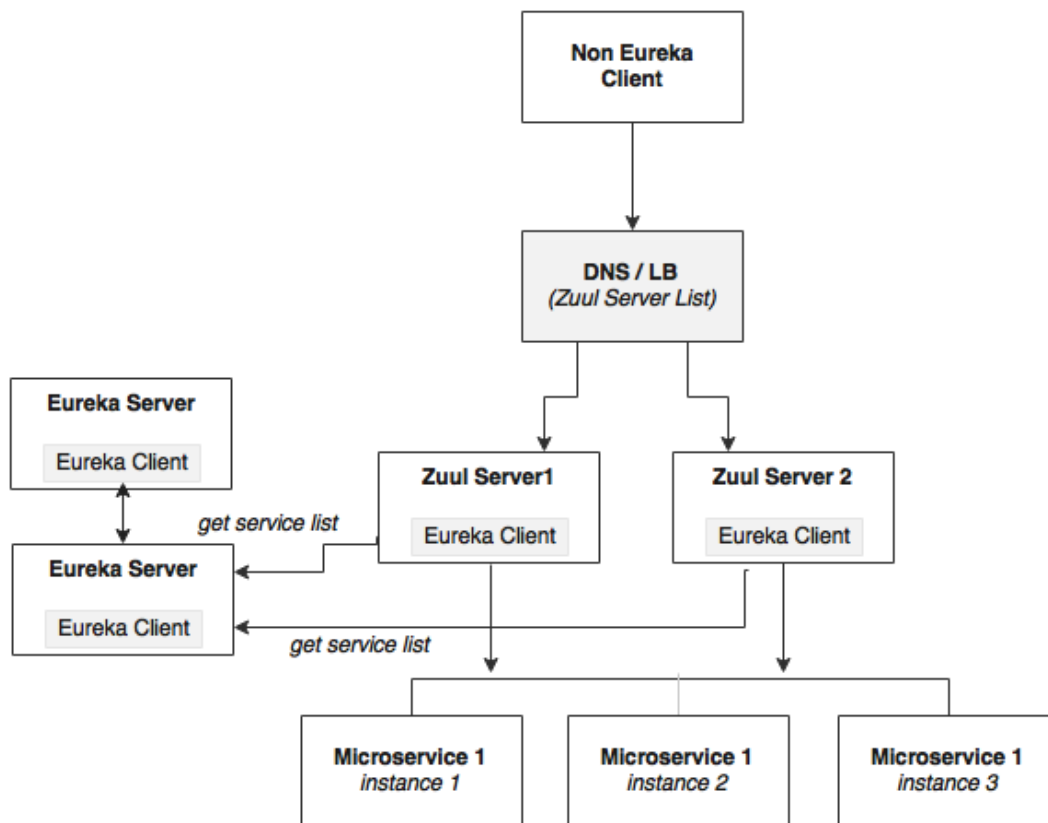 Non Eureka
Client
DNS / LB
(Zuul Server List)
Eureka Server
Eureka Client
Zuul Server1
Eureka Client
Zuul Server 2
Eureka Client
get service list
Eureka Server
Eureka Client
get service list
Microservice 1
instance 1
Microservice 1
instance 2
Microservice 1
instance 3